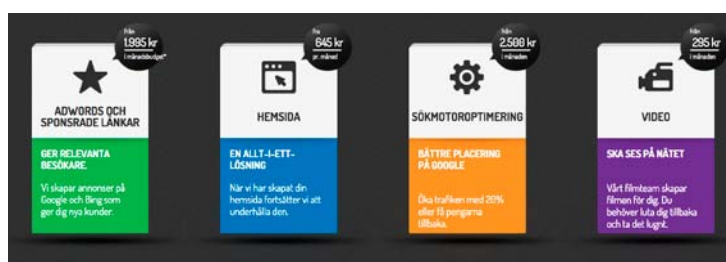 Från
1.995 kr
i månadsbudget*
ADWORDS OCH
SPONSRADE LÄNKAR
GER RELEVANTA
BESÖKARE.
Vi skapar annonser på
Google och Bing som
ger dig nya kunder.
Fra
645 kr
pr. måned
HEMSIDA
EN ALLT-I-ETT-
LÖSNING
När vi har skapat din
hemsida fortsätter vi att
underhålla den.
från
2.500 kr
i månaden
SÖKMOTOROPTIMERING
BÄTTRE PLACERING
PÅ GOOGLE
Öka trafiken med 20%
eller få pengarna
tillbaka.
från
295 kr
i månaden
VIDEO
SKA SES PÅ NÄTET
Vårt filmteam skapar
filmen för dig. Du
behöver luta dig tillbaka
och ta det lugnt.